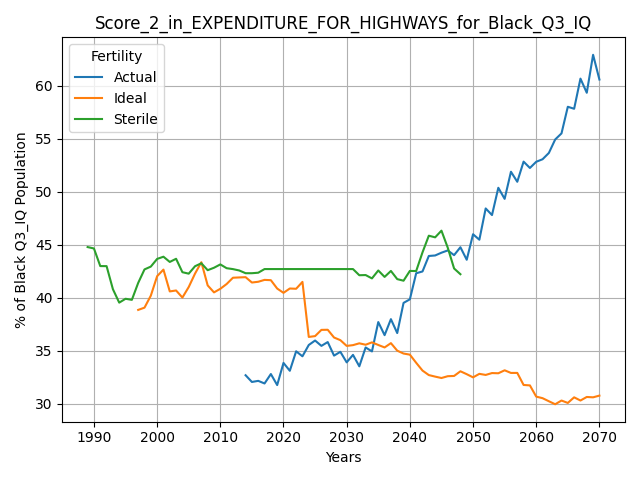 Score_2_in_EXPENDITURE_FOR_HIGHWAYS_for_Black_Q3_IQ
Fertility
Actual
Ideal
Sterile
% of Black Q3_IQ Population
60
55
50
45
40
35
30
1990 2000 2010 2020 2030 2040 2050 2060 2070
Years